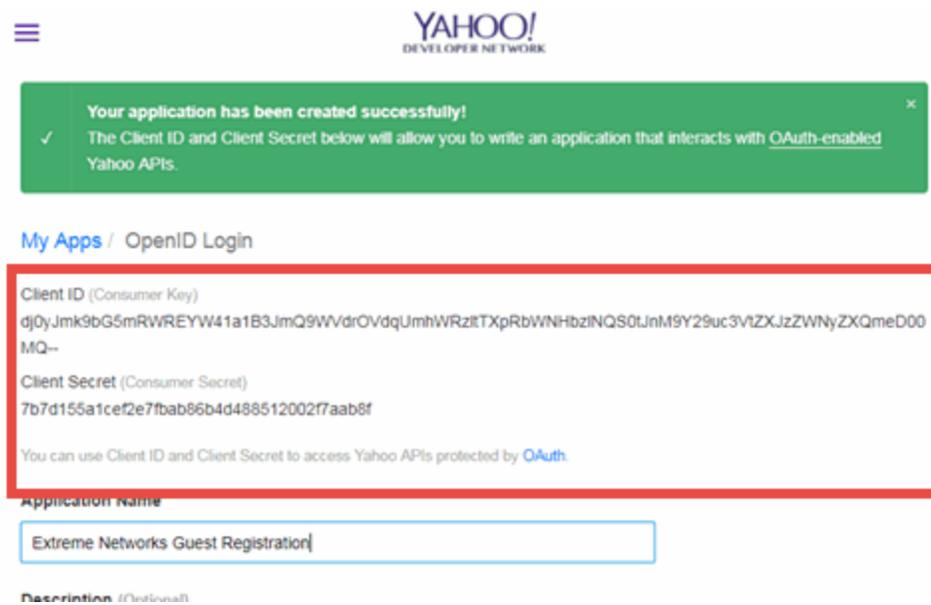 YAHOO!
DEVELOPER NETWORK
Your application has been created successfully!
The Client ID and Client Secret below will allow you to write an application that interacts with OAuth-enabled
Yahoo APIs.
My Apps / OpenID Login
Client ID (Consumer Key)
dj0yJmk9bG5mRWREYW41a1B3JmQ9WVdrOVdqUmhWRzItTXpRbWNHbzlNQS0tJnM9Y29uc3VtZXJzZWNyZXQmeD00
MQ--
Client Secret (Consumer Secret)
7b7d155a1cef2e7fbab86b4d488512002f7aab8f
You can use Client ID and Client Secret to access Yahoo APIs protected by OAuth.
Application Name
Extreme Networks Guest Registration
Description (Optional)